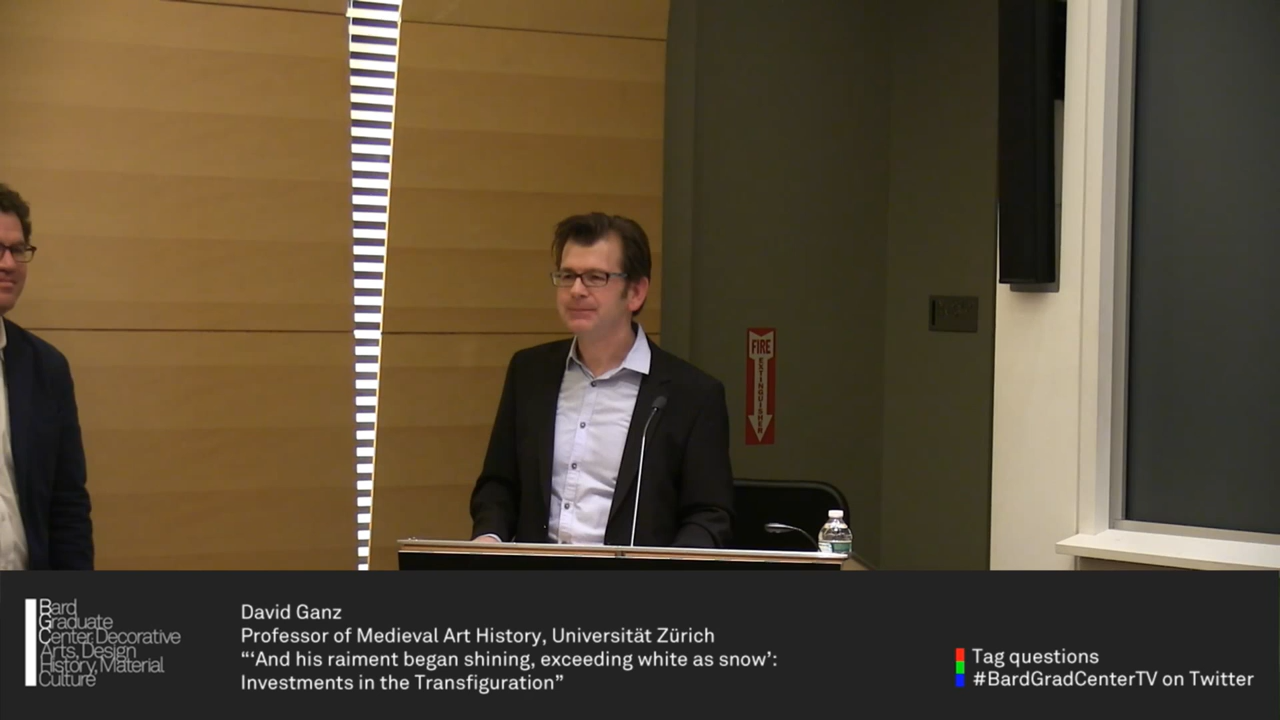 FIRE
EXTINGUISHER
Bard
Graduate
Center: Decorative
Arts, Design
History, Material
Culture
David Ganz
Professor of Medieval Art History, Universität Zürich
“‘And his raiment began shining, exceeding white as snow’:
Investments in the Transfiguration”
Tag questions
#BardGradCenterTV on Twitter